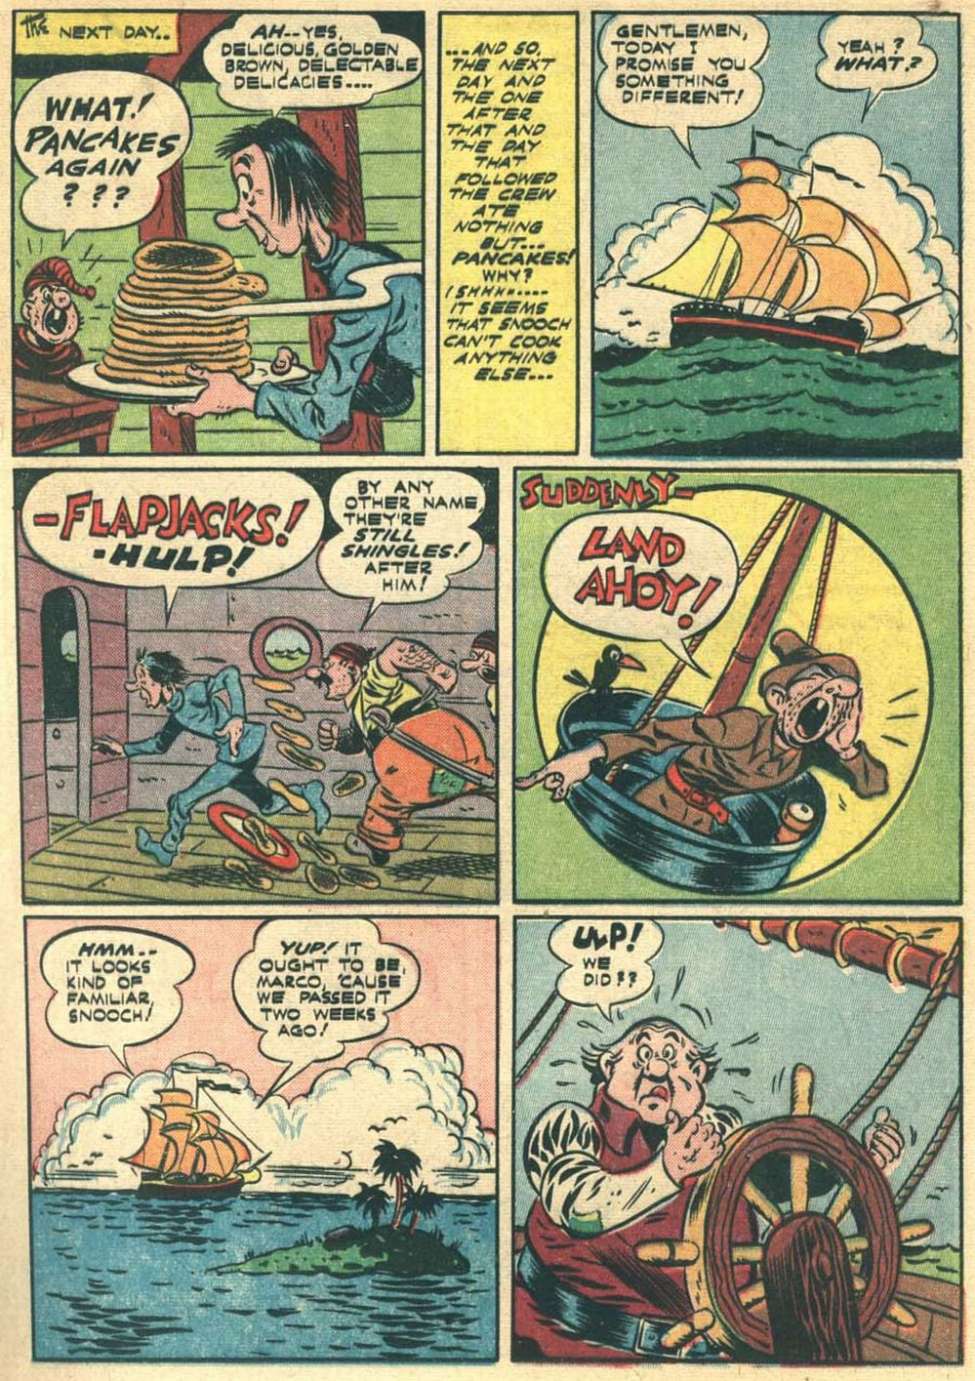 The NEXT DAY..
WHAT!
PANCAKES
AGAIN
? ? ?
AH--YES,
DELICIOUS, GOLDEN
BROWN, DELECTABLE
DELICACIES....
...AND SO,
THE NEXT
DAY AND
THE ONE
AFTER
THAT AND
THE DAY
THAT
FOLLOWED
THE CREW
ATE
NOTHING
BUT...
PANCAKES!
WHY?
(SHHH-----
IT SEEMS
THAT SNOOCH
CAN'T COOK
ANYTHING
ELSE...
GENTLEMEN,
TODAY I
PROMISE YOU
SOMETHING
DIFFERENT!
YEAH?
WHAT?
-FLAPJACKS!
-HULP!
BY ANY
OTHER NAME,
THEY'RE
STILL
SHINGLES!
AFTER
HIM!
SUDDENLY-
LAND
AHOY!
HMM--
IT LOOKS
KIND OF
FAMILIAR,
SNOOCH!
YUP! IT
OUGHT TO BE,
MARCO, 'CAUSE
WE PASSED IT
TWO WEEKS
AGO!
ULP!
WE
DID??